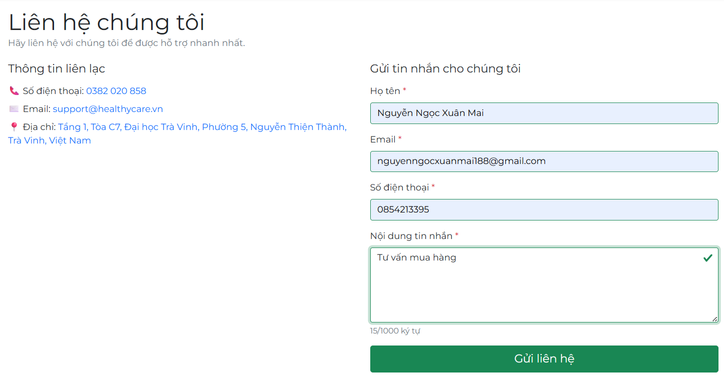 Liên hệ chúng tôi
Hãy liên hệ với chúng tôi để được hỗ trợ nhanh nhất.
Thông tin liên lạc
Số điện thoại: 0382 020 858
Email: support@healthycare.vn
Địa chỉ: Tầng 1, Tòa C7, Đại học Trà Vinh, Phường 5, Nguyễn Thiện Thành,
Trà Vinh, Việt Nam
Gửi tin nhắn cho chúng tôi
Họ tên *
Nguyễn Ngọc Xuân Mai
Email *
nguyenngocxuanmai188@gmail.com
Số điện thoại *
0854213395
Nội dung tin nhắn *
Tư vấn mua hàng
15/1000 ký tự
Gửi liên hệ